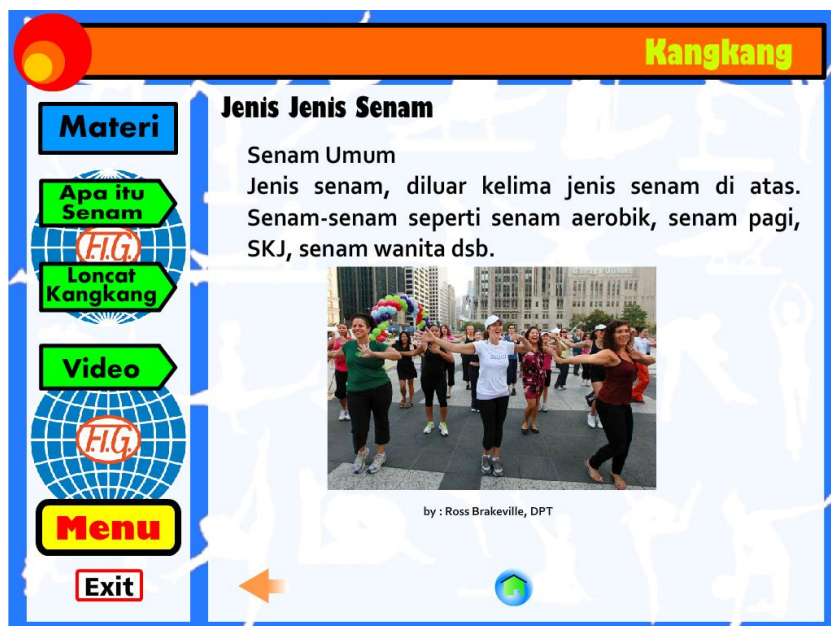 Kangkang
Materi
Apa itu
Senam
F.I.G.
Loncat
Kangkang
Video
F.I.G.
Menu
Exit
Jenis Jenis Senam
Senam Umum
Jenis senam, diluar kelima jenis senam di atas.
Senam-senam seperti senam aerobik, senam pagi,
SKJ, senam wanita dsb.
by : Ross Brakeville, DPT